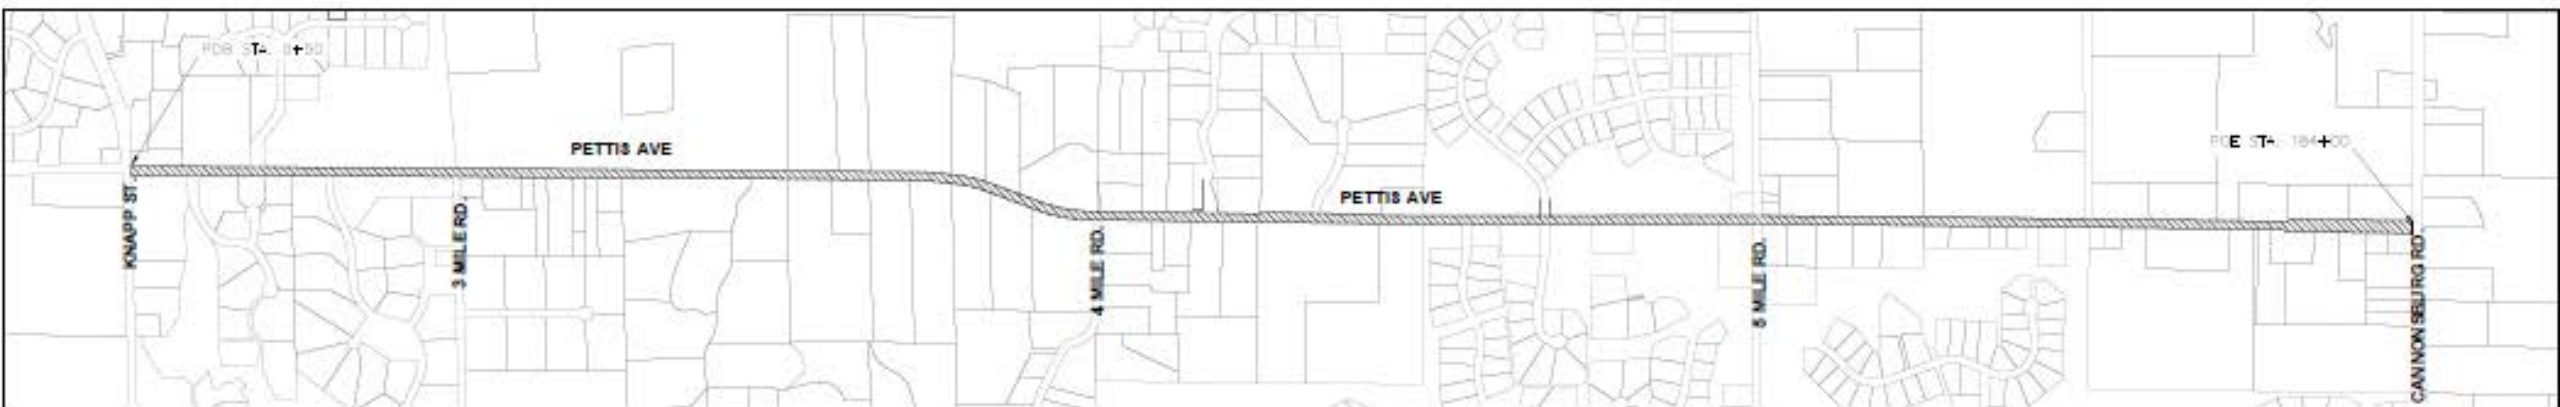 POB STA. 0+50
PETTIS AVE
PETTIS AVE
POE STA. 184+00
KNAPP ST.
3 MILE RD.
4 MILE RD.
5 MILE RD.
CANNONSBURG RD.